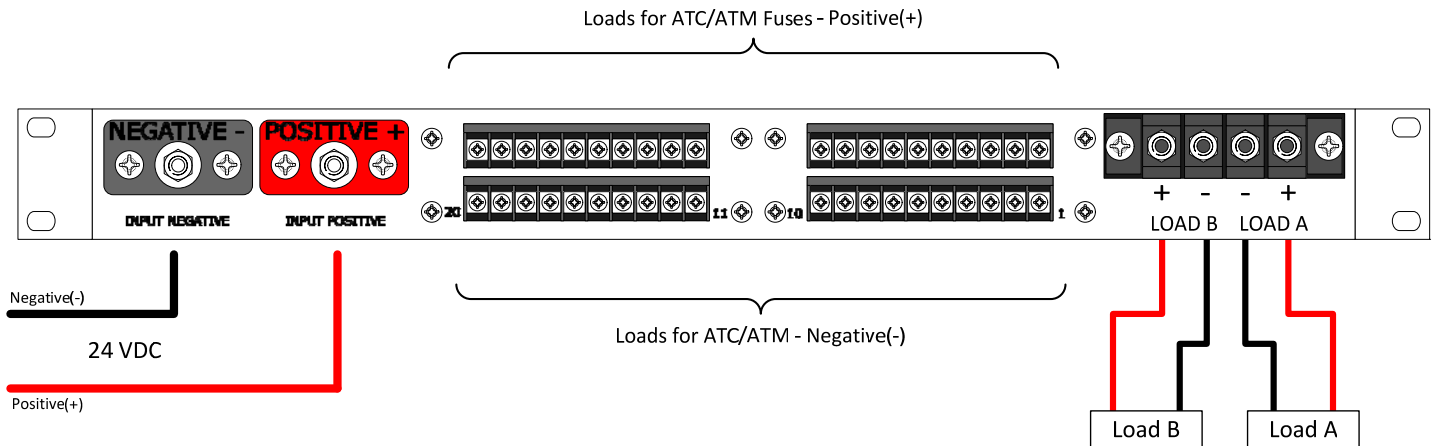 Loads for ATC/ATM Fuses - Positive(+)
NEGATIVE -
POSITIVE +
INPUT NEGATIVE
INPUT POSITIVE
20
11
10
1
+ - - +
LOAD B LOAD A
Negative(-)
24 VDC
Positive(+)
Loads for ATC/ATM - Negative(-)
Load B
Load A